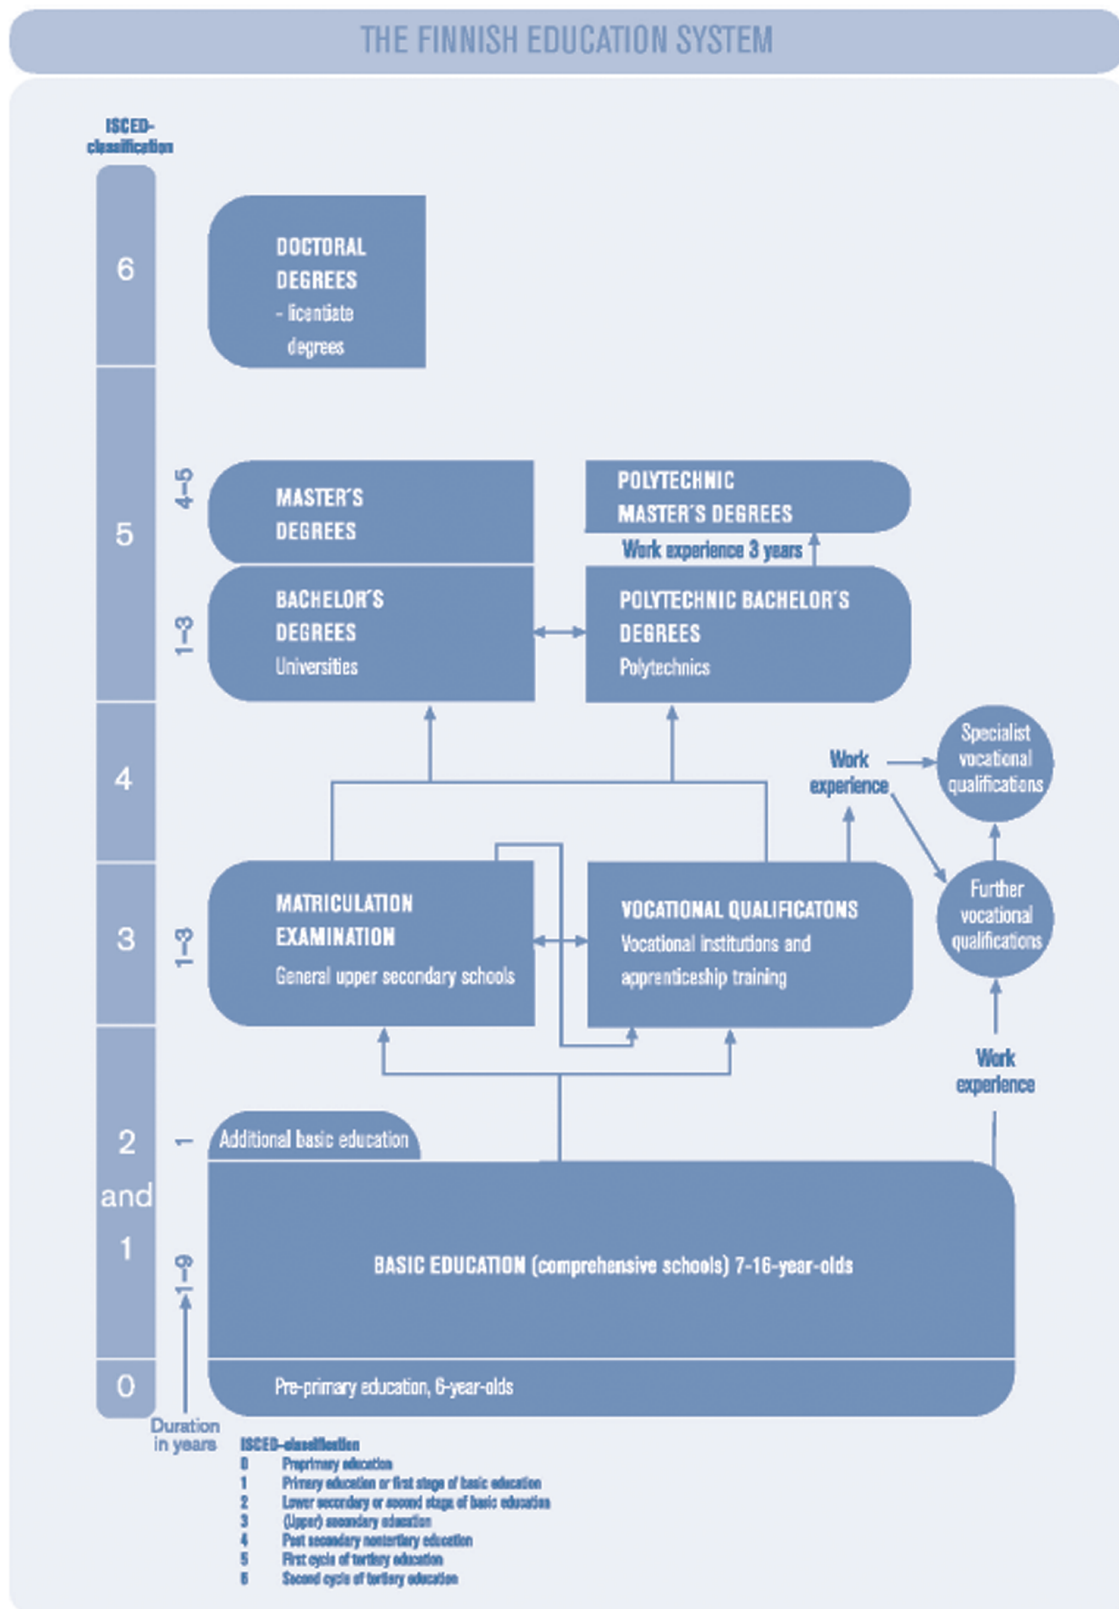 THE FINNISH EDUCATION SYSTEM
ISCED-
classification
6
DOCTORAL
DEGREES
- licentiate
degrees
5
4–5
MASTER´S
DEGREES
POLYTECHNIC
MASTER´S DEGREES
Work experience 3 years
1–3
BACHELOR´S
DEGREES
Universities
POLYTECHNIC BACHELOR´S
DEGREES
Polytechnics
4
Work
experience
Specialist
vocational
qualifications
3
1–3
MATRICULATION
EXAMINATION
General upper secondary schools
VOCATIONAL QUALIFICATONS
Vocational institutions and
apprenticeship training
Further
vocational
qualifications
Work
experience
2
and
1
1
Additional basic education
1–9
BASIC EDUCATION (comprehensive schools) 7-16-year-olds
0
Pre-primary education, 6-year-olds
Duration
in years
ISCED-classification
0 Preprimary education
1 Primary education or first stage of basic education
2 Lower secondary or second stage of basic education
3 (Upper) secondary education
4 Post secondary nontertiary education
5 First cycle of tertiary education
6 Second cycle of tertiary education